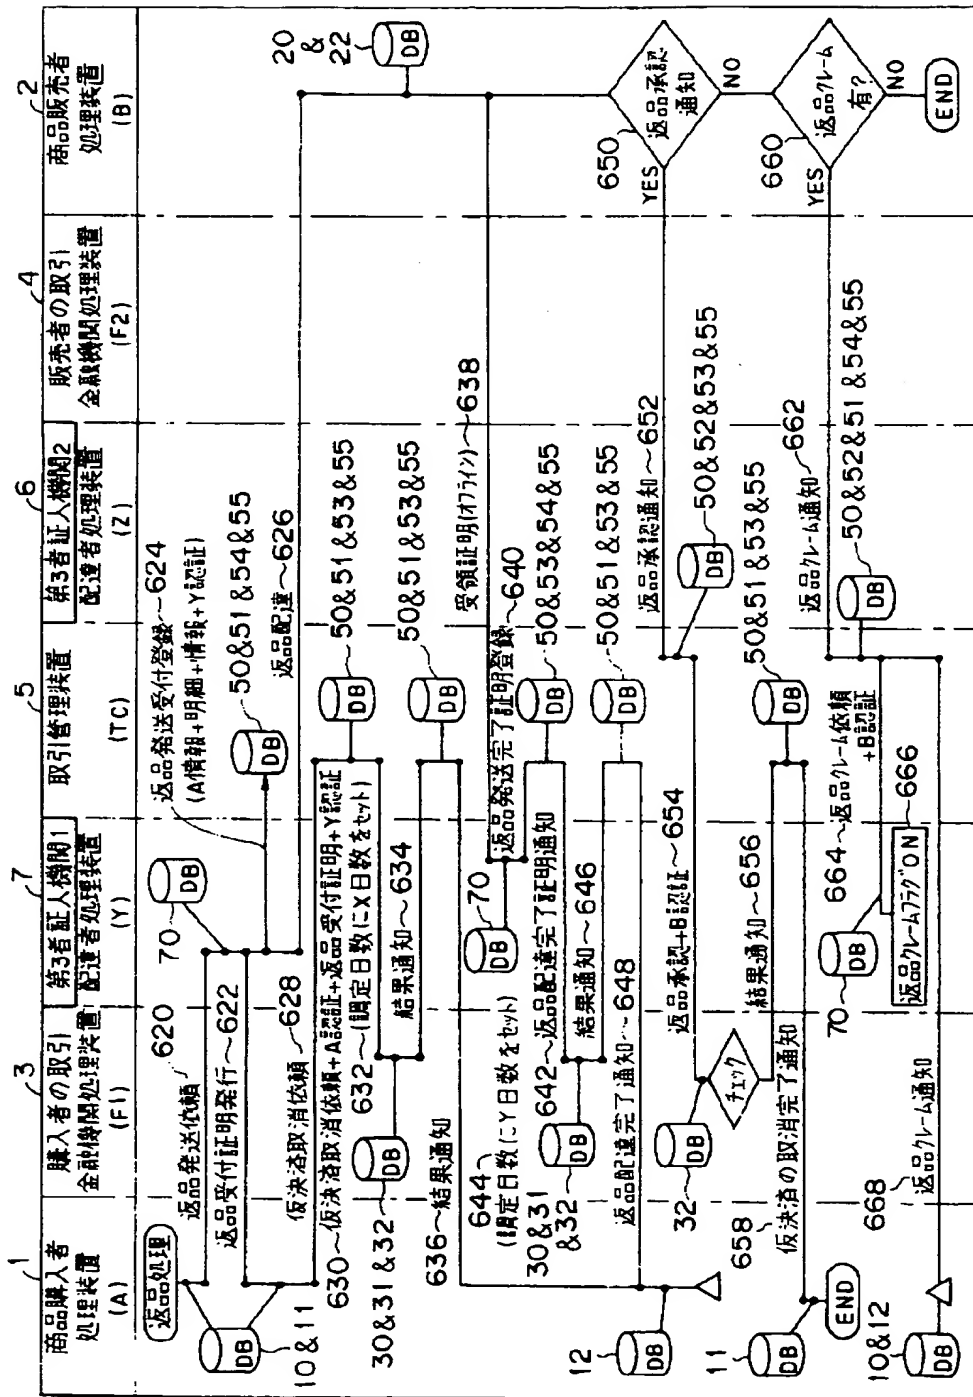 1
商品購入者
処理装置
(A)
3
購入者の取引
金融機関処理装置
(F1)
7
第3者証人機関1
配達者処理装置
(Y)
5
取引管理装置
(TC)
6
第3者証人機関2
配達者処理装置
(Z)
4
販売者の取引
金融機関処理装置
(F2)
2
商品販売者
処理装置
(B)
返品処理
DB
10&11
返品発送依頼
620
返品受付証明発行~622
70
DB
返品発送受付登録~624
(A情報+明細+情報+Y認証)
DB
50&51&54&55
返品配達~626
20
&
22
DB
仮決済取消依頼~628
630~仮決済取消依頼+A認証+返品受付証明+Y認証
632~(調定日数にX日数をセット)
DB
50&51&53&55
30&31&32
DB
結果通知~634
DB
50&51&53&55
636~結果通知
受領証明(オフライン)~638
70
DB
返品発送完了証明登録~640
644
(調定日数にY日数をセット)
642~返品配達完了証明通知
DB
50&53&54&55
30&31
&32
DB
結果通知~646
DB
50&51&53&55
返品配達完了通知~648
12
DB
650
返品承認
通知
YES
NO
返品承認通知~652
DB
50&52&53&55
返品承認+B認証~654
32
DB
チェック
結果通知~656
DB
50&51&53&55
658
仮決済の取消完了通知
11
DB
END
660
返品クレーム
有?
YES
NO
END
返品クレーム通知~662
DB
50&52&51&54&55
70
DB
664~返品クレーム依頼
+B認証
返品クレームフラグON
666
668
返品クレーム通知
10&12
DB